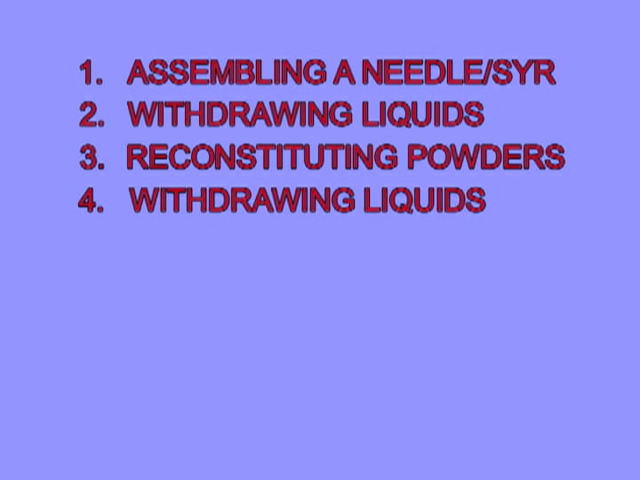 1. ASSEMBLING A NEEDLE/SYR
2. WITHDRAWING LIQUIDS
3. RECONSTITUTING POWDERS
4. WITHDRAWING LIQUIDS